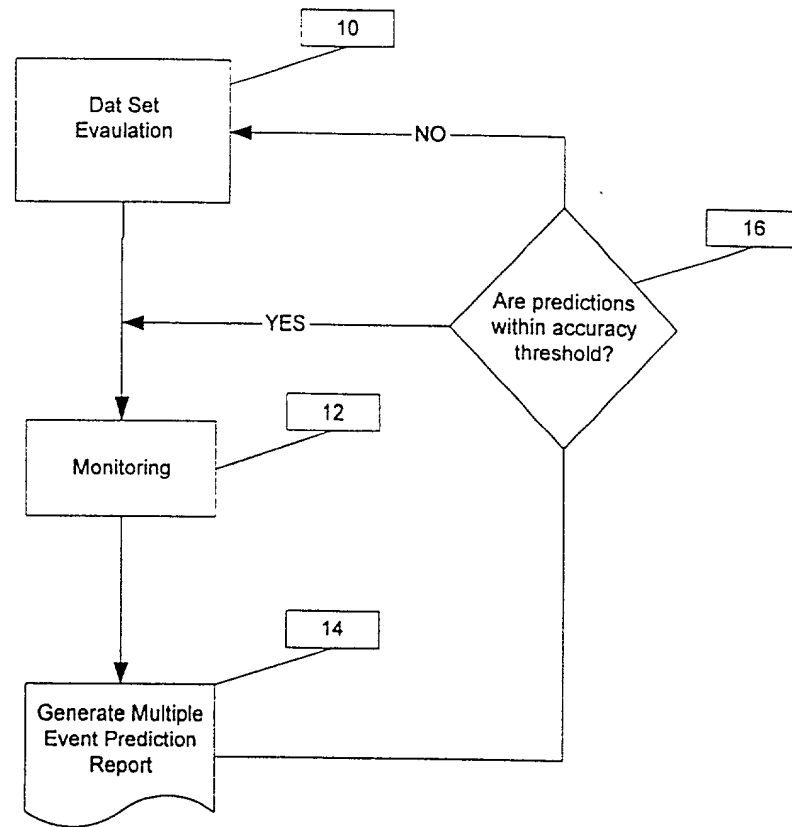 10
Dat Set
Evaulation
NO
16
Are predictions
within accuracy
threshold?
YES
12
Monitoring
14
Generate Multiple
Event Prediction
Report